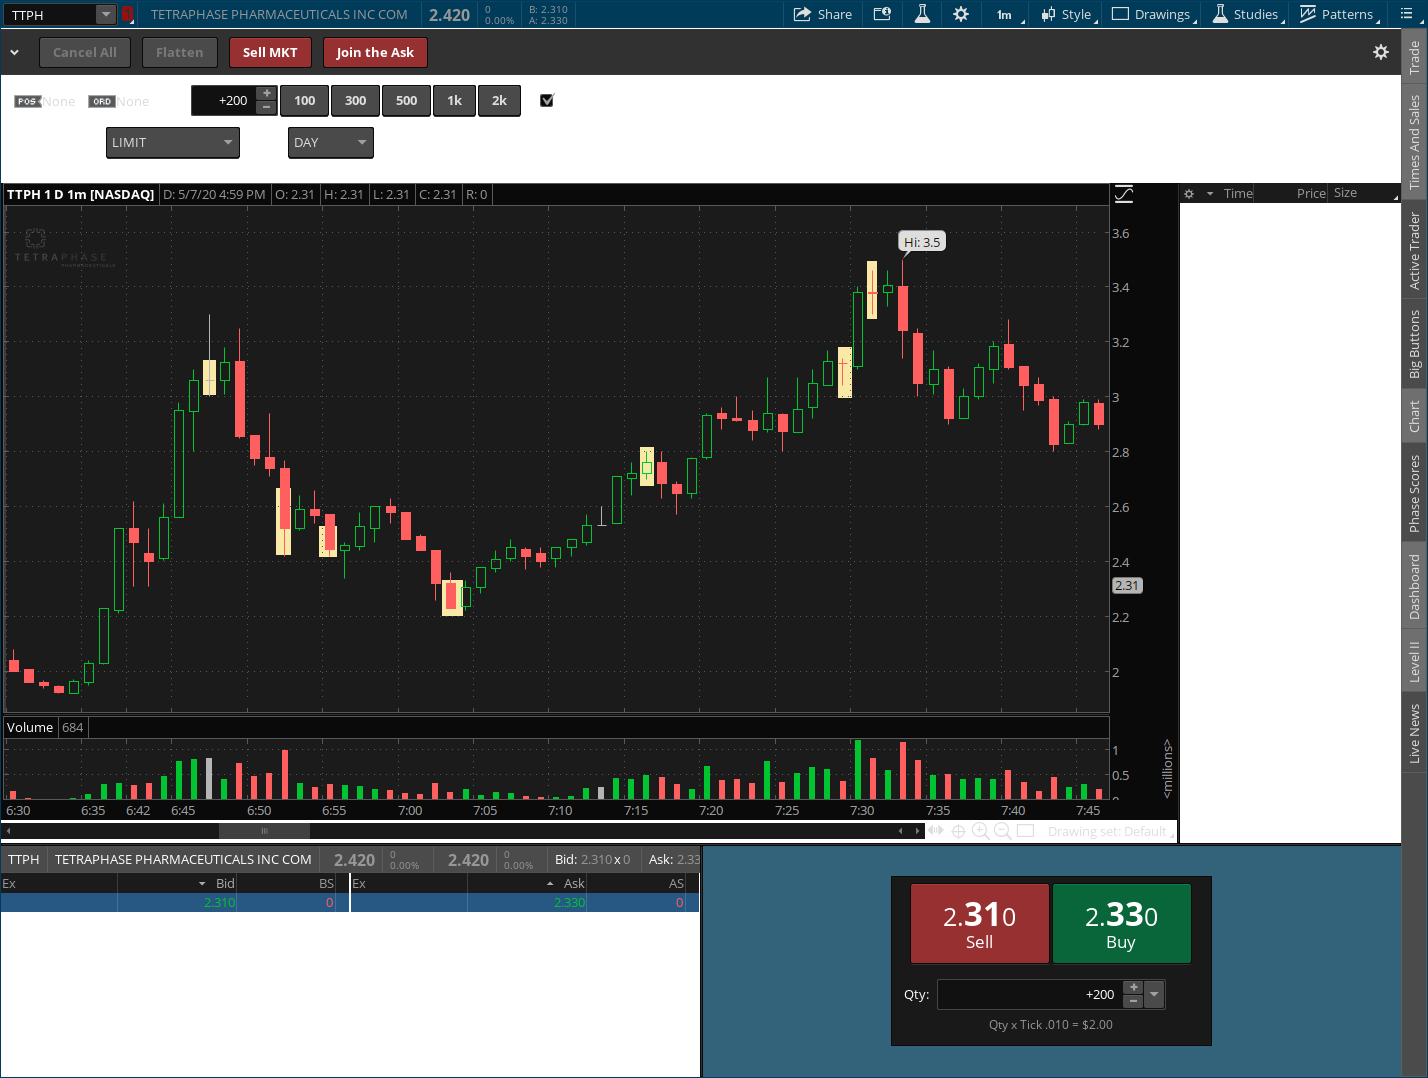 TTPH 1 TETRAPHASE PHARMACEUTICALS INC COM 2.420 0 B: 2.310 Share 1m Style Drawings Studies Patterns
0.00% A: 2.330
Cancel All Flatten Sell MKT Join the Ask
POS None ORD None +200 100 300 500 1k 2k
LIMIT DAY
TTPH 1 D 1m [NASDAQ] D: 5/7/20 4:59 PM O: 2.31 H: 2.31 L: 2.31 C: 2.31 R: 0
Time Price Size
TETRAPHASE
PHARMACEUTICALS
Hi: 3.5
3.6
3.4
3.2
3
2.8
2.6
2.4
2.31
2.2
2
Volume 684
1
0.5
0
<millions>
6:30 6:35 6:42 6:45 6:50 6:55 7:00 7:05 7:10 7:15 7:20 7:25 7:30 7:35 7:40 7:45
Drawing set: Default
TTPH TETRAPHASE PHARMACEUTICALS INC COM 2.420 0 2.420 0 Bid: 2.310 x 0 Ask: 2.33
0.00% 0.00%
Ex Bid BS Ex Ask AS
2.310 0 2.330 0
2.310 2.330
Sell Buy
Qty: +200
Qty x Tick .010 = $2.00
Trade
Times And Sales
Active Trader
Big Buttons
Chart
Phase Scores
Dashboard
Level II
Live News